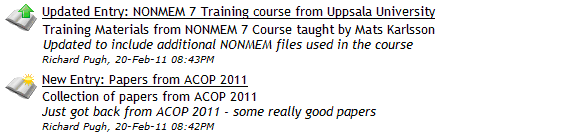 Updated Entry: NONMEM 7 Training course from Uppsala University
Training Materials from NONMEM 7 Course taught by Mats Karlsson
Updated to include additional NONMEM files used in the course
Richard Pugh, 20-Feb-11 08:43PM
New Entry: Papers from ACOP 2011
Collection of papers from ACOP 2011
Just got back from ACOP 2011 - some really good papers
Richard Pugh, 20-Feb-11 08:42PM